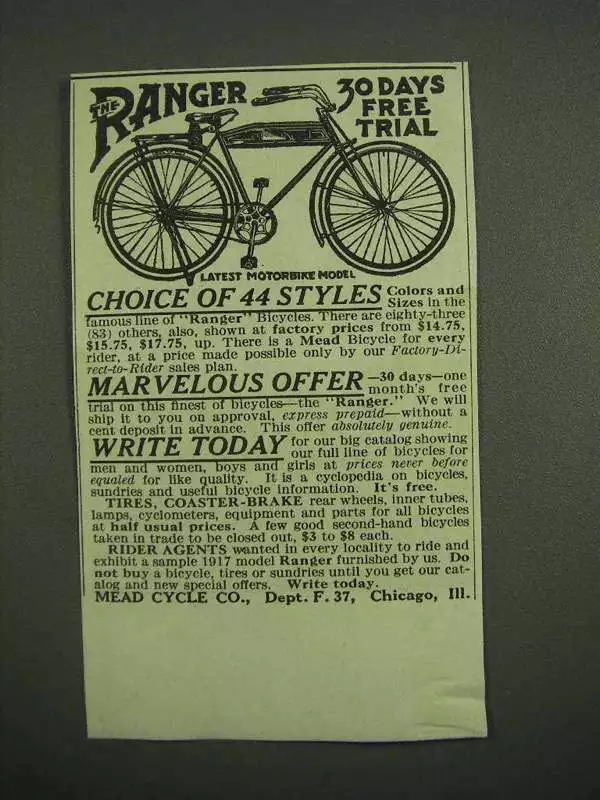 THE RANGER
30 DAYS
FREE
TRIAL
LATEST MOTORBIKE MODEL
CHOICE OF 44 STYLES Colors and
Sizes in the
famous line of "Ranger" Bicycles. There are eighty-three
(83) others, also, shown at factory prices from $14.75,
$15.75, $17.75, up. There is a Mead Bicycle for every
rider, at a price made possible only by our Factory-Di-
rect-to-Rider sales plan.
MARVELOUS OFFER —30 days—one
month's free
trial on this finest of bicycles—the "Ranger." We will
ship it to you on approval, express prepaid—without a
cent deposit in advance. This offer absolutely genuine.
WRITE TODAY for our big catalog showing
our full line of bicycles for
men and women, boys and girls at prices never before
equaled for like quality. It is a cyclopedia on bicycles,
sundries and useful bicycle information. It's free.
TIRES, COASTER-BRAKE rear wheels, inner tubes,
lamps, cyclometers, equipment and parts for all bicycles
at half usual prices. A few good second-hand bicycles
taken in trade to be closed out, $3 to $8 each.
RIDER AGENTS wanted in every locality to ride and
exhibit a sample 1917 model Ranger furnished by us. Do
not buy a bicycle, tires or sundries until you get our cat-
alog and new special offers. Write today.
MEAD CYCLE CO., Dept. F. 37, Chicago, Ill.